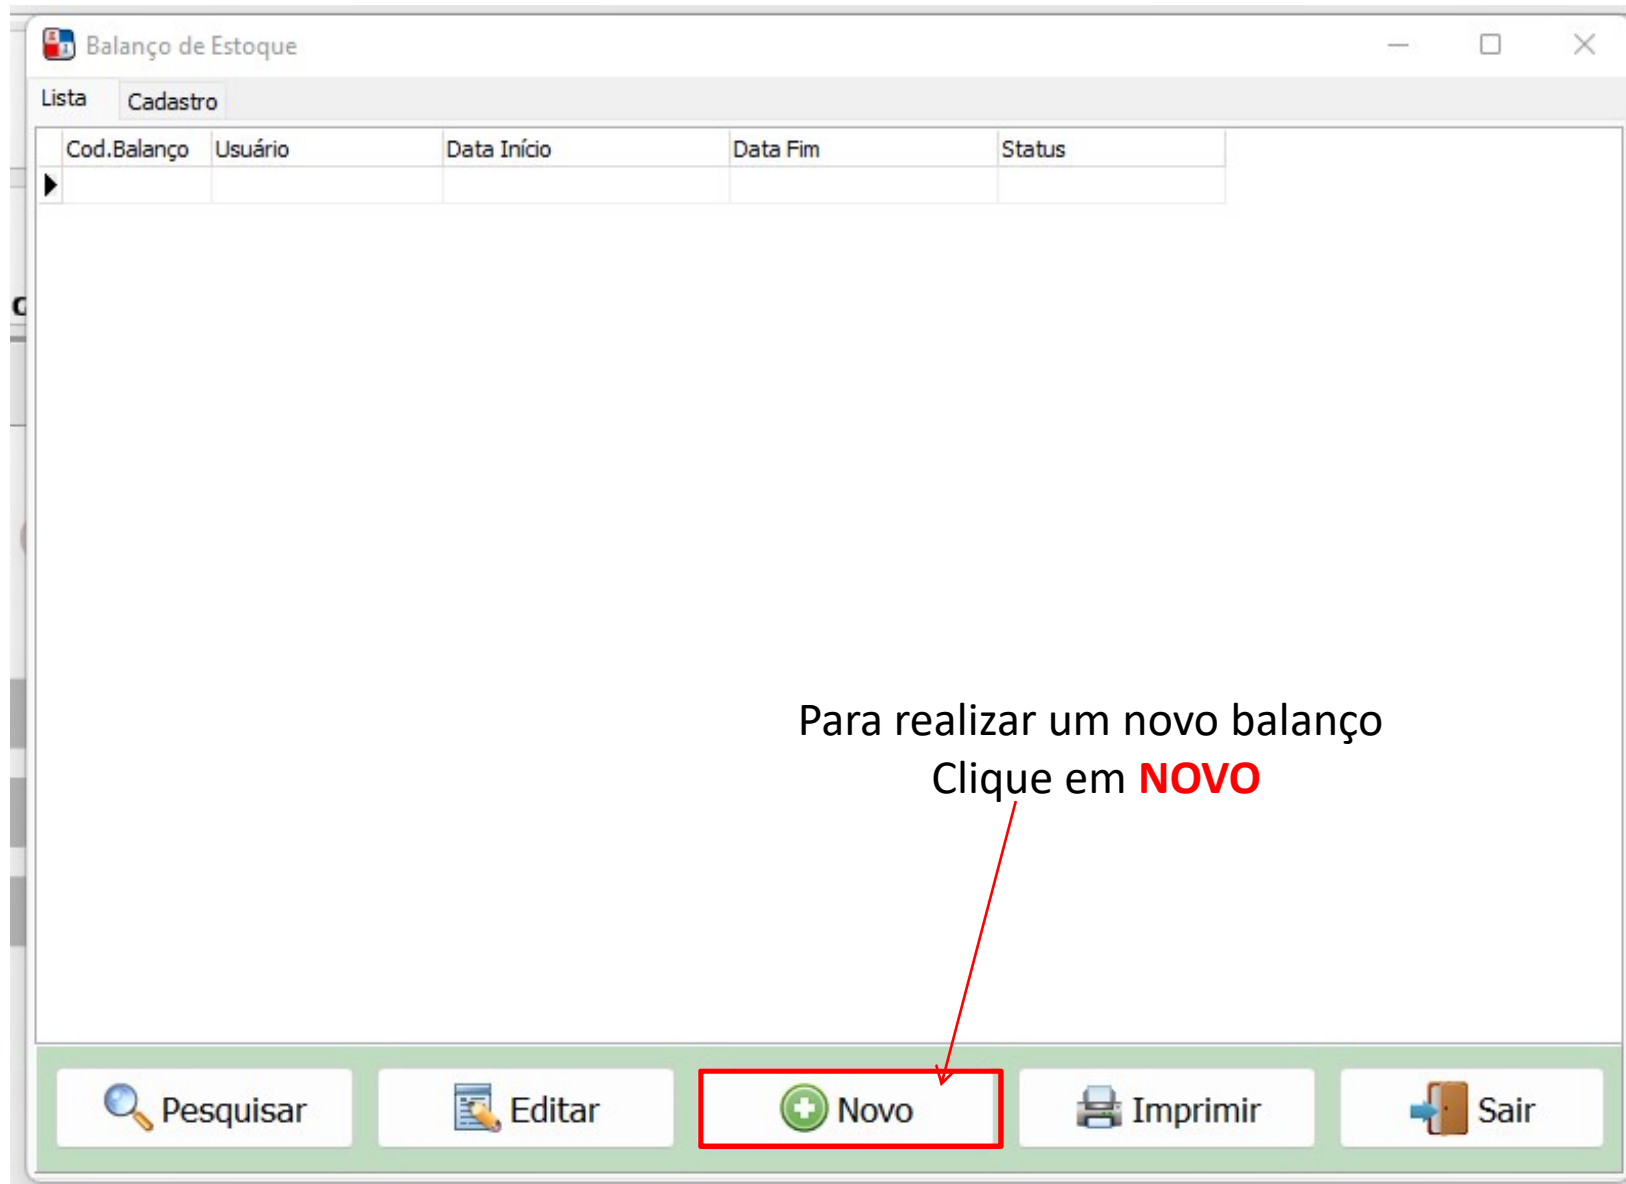 Balanço de Estoque
Lista Cadastro
Cod.Balanço Usuário Data Início Data Fim Status
Para realizar um novo balanço
Clique em NOVO
Pesquisar Editar Novo Imprimir Sair